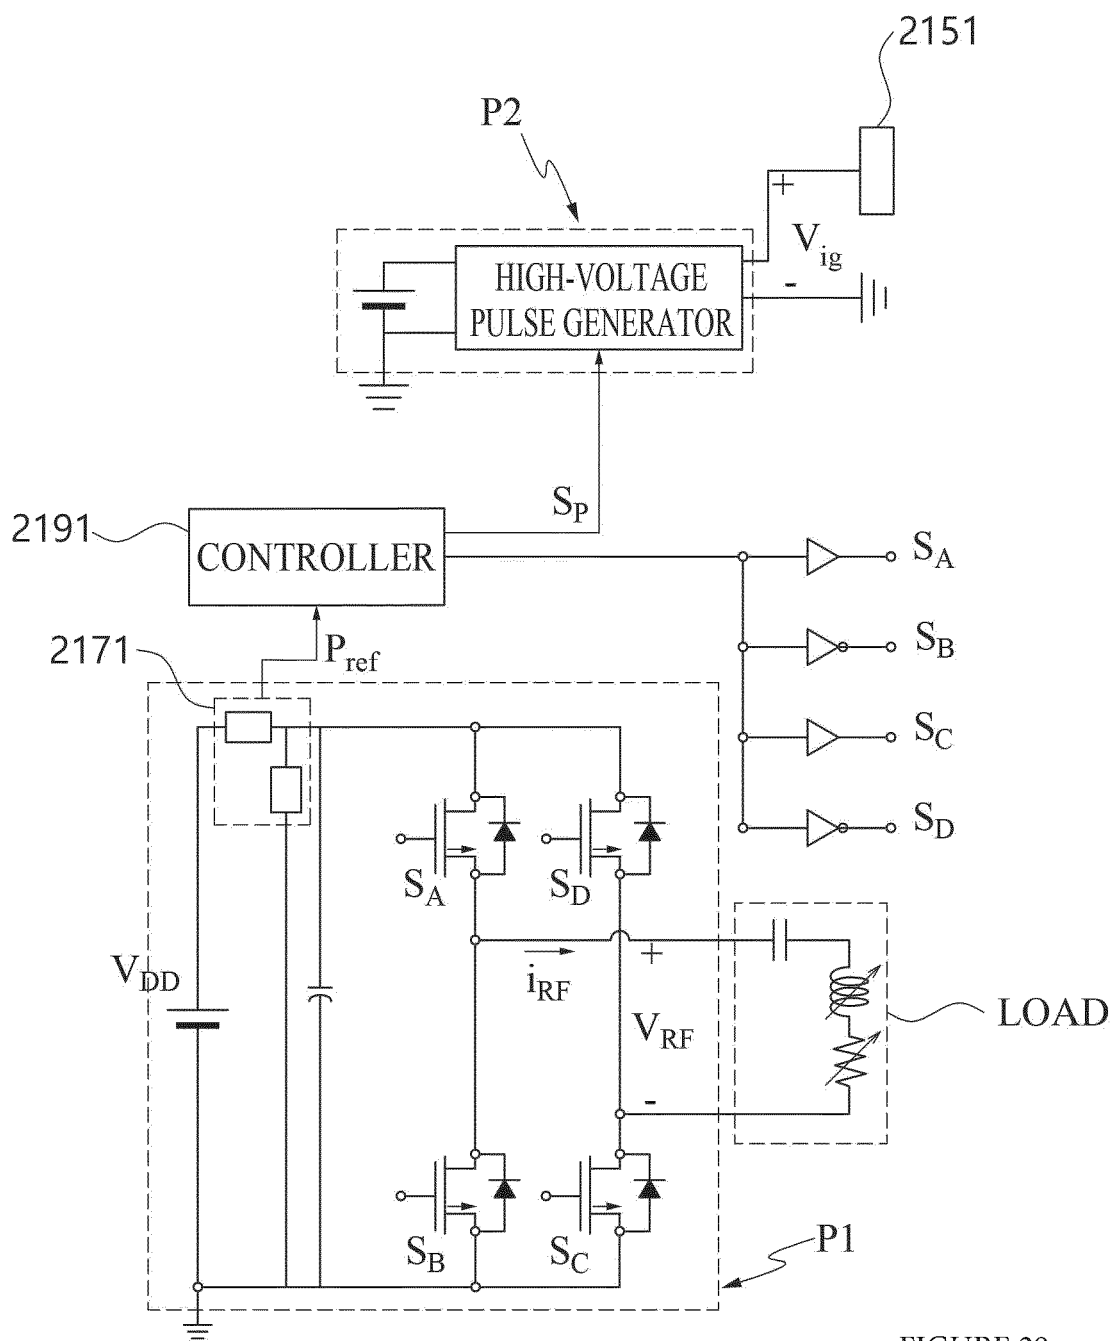 2151
P2
+
V_ig
-
HIGH-VOLTAGE
PULSE GENERATOR
S_P
2191
CONTROLLER
S_A
2171
P_ref
S_B
S_C
S_D
S_A
S_D
V_DD
i_RF
+
V_RF
-
LOAD
S_B
S_C
P1